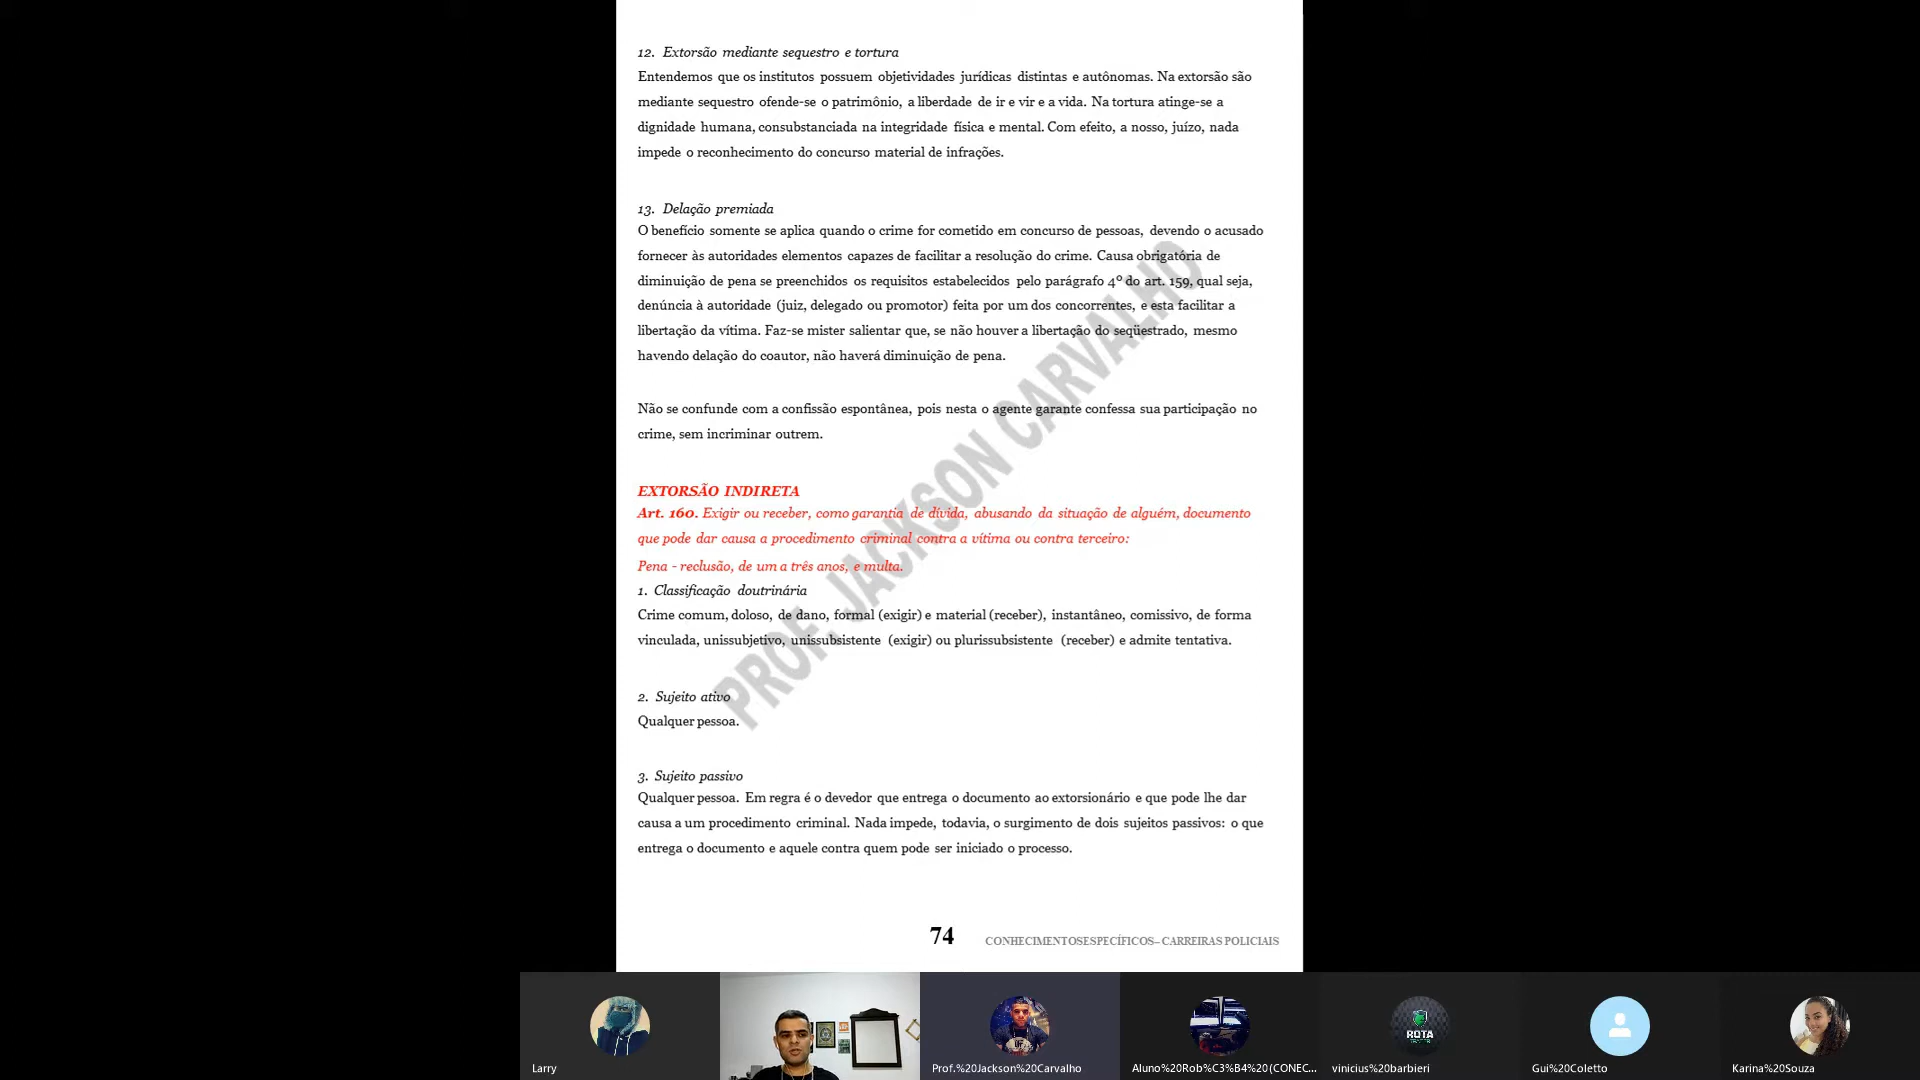 12. Extorsão mediante sequestro e tortura
Entendemos que os institutos possuem objetividades jurídicas distintas e autônomas. Na extorsão são
mediante sequestro ofende-se o patrimônio, a liberdade de ir e vir e a vida. Na tortura atinge-se a
dignidade humana, consubstanciada na integridade física e mental. Com efeito, a nosso, juízo, nada
impede o reconhecimento do concurso material de infrações.
13. Delação premiada
O benefício somente se aplica quando o crime for cometido em concurso de pessoas, devendo o acusado
fornecer às autoridades elementos capazes de facilitar a resolução do crime. Causa obrigatória de
diminuição de pena se preenchidos os requisitos estabelecidos pelo parágrafo 4º do art. 159, qual seja,
denúncia à autoridade (juiz, delegado ou promotor) feita por um dos concorrentes, e esta facilitar a
libertação da vítima. Faz-se mister salientar que, se não houver a libertação do seqüestrado, mesmo
havendo delação do coautor, não haverá diminuição de pena.
Não se confunde com a confissão espontânea, pois nesta o agente garante confessa sua participação no
crime, sem incriminar outrem.
EXTORSÃO INDIRETA
Art. 160. Exigir ou receber, como garantia de dívida, abusando da situação de alguém, documento
que pode dar causa a procedimento criminal contra a vítima ou contra terceiro:
Pena - reclusão, de um a três anos, e multa.
1. Classificação doutrinária
Crime comum, doloso, de dano, formal (exigir) e material (receber), instantâneo, comissivo, de forma
vinculada, unissubjetivo, unissubsistente (exigir) ou plurissubsistente (receber) e admite tentativa.
2. Sujeito ativo
Qualquer pessoa.
3. Sujeito passivo
Qualquer pessoa. Em regra é o devedor que entrega o documento ao extorsionário e que pode lhe dar
causa a um procedimento criminal. Nada impede, todavia, o surgimento de dois sujeitos passivos: o que
entrega o documento e aquele contra quem pode ser iniciado o processo.
PROF. JACKSON CARVALHO
74 CONHECIMENTOSESPECÍFICOS– CARREIRAS POLICIAIS
ROTA
Larry
Prof.%20Jackson%20Carvalho
Aluno%20Rob%C3%B4%20(CONEC...
vinicius%20barbieri
Gui%20Coletto
Karina%20Souza